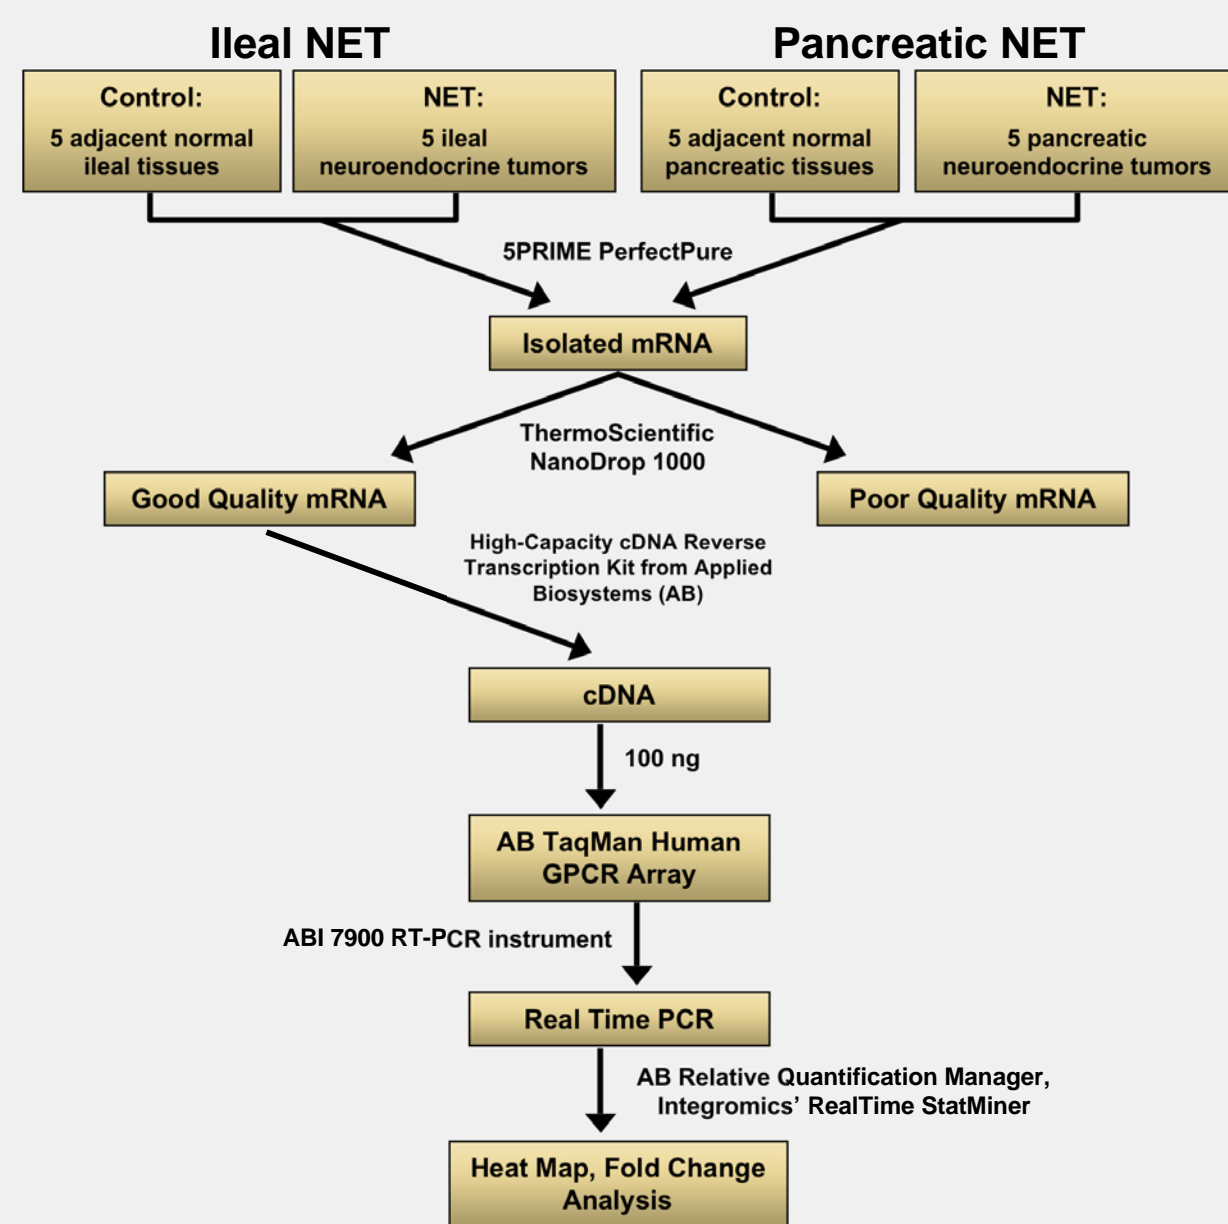 Ileal NET
Pancreatic NET
Control:
5 adjacent normal
ileal tissues
NET:
5 ileal
neuroendocrine tumors
Control:
5 adjacent normal
pancreatic tissues
NET:
5 pancreatic
neuroendocrine tumors
5PRIME PerfectPure
Isolated mRNA
ThermoScientific
NanoDrop 1000
Good Quality mRNA
Poor Quality mRNA
High-Capacity cDNA Reverse
Transcription Kit from Applied
Biosystems (AB)
cDNA
100 ng
AB TaqMan Human
GPCR Array
ABI 7900 RT-PCR instrument
Real Time PCR
AB Relative Quantification Manager,
Integromics’ RealTime StatMiner
Heat Map, Fold Change
Analysis